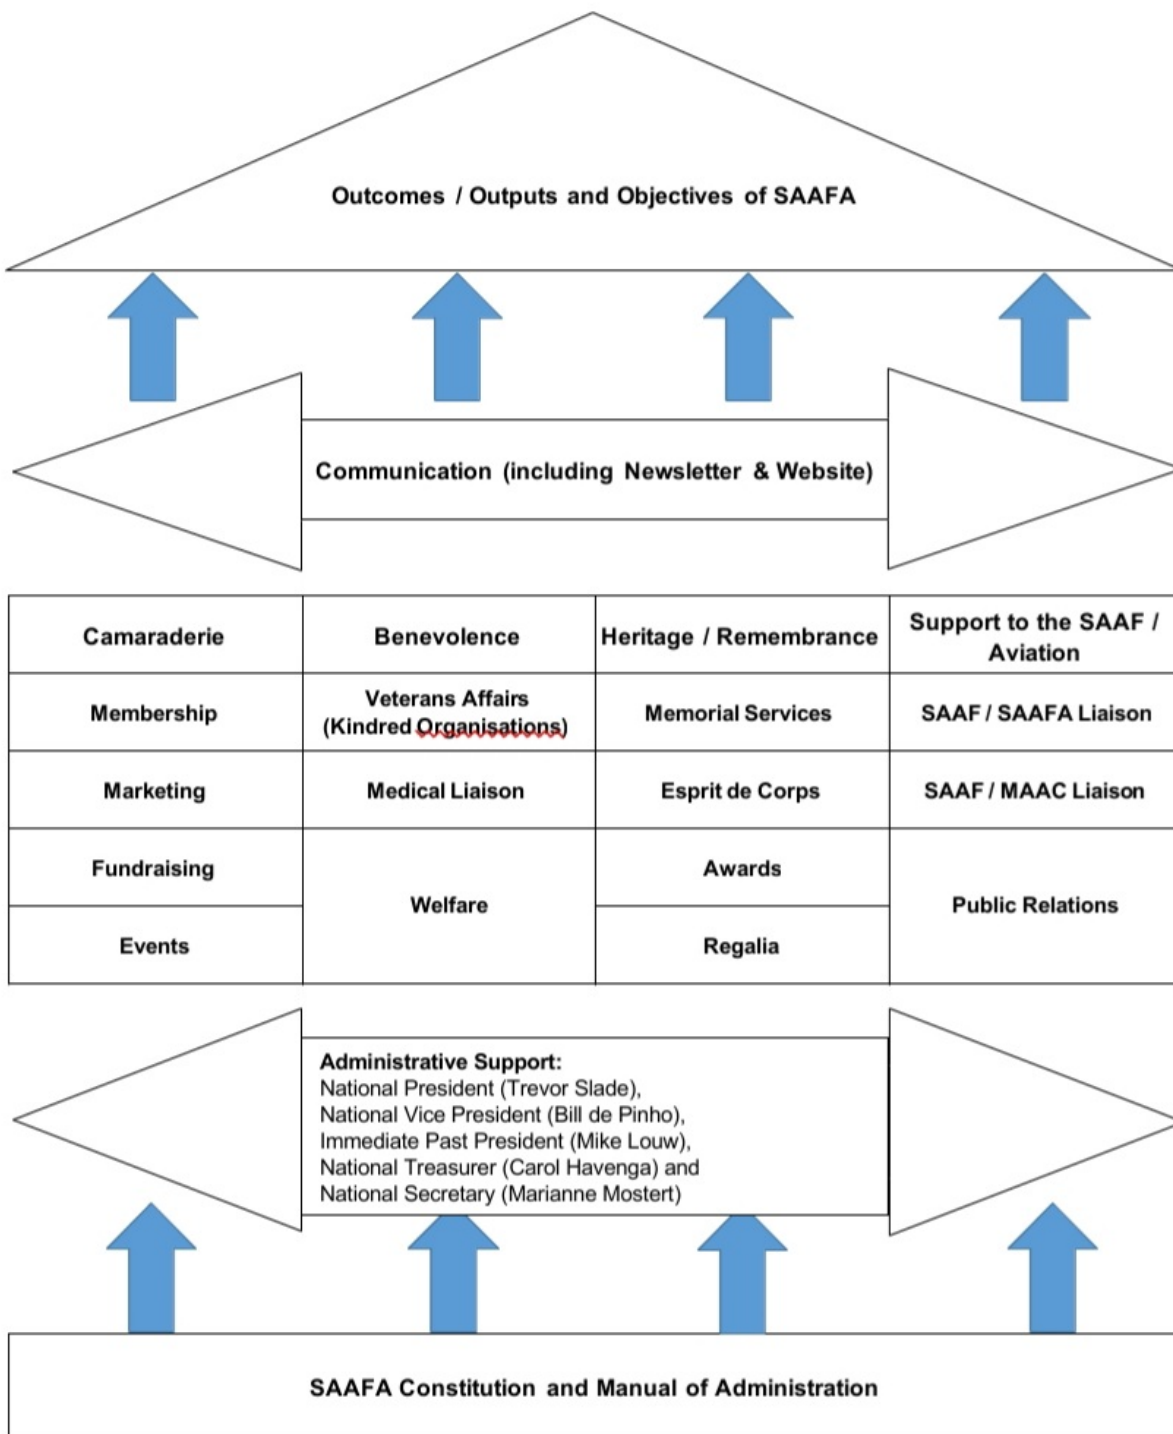 Outcomes / Outputs and Objectives of SAAFA
Communication (including Newsletter & Website)
Camaraderie
Benevolence
Heritage / Remembrance
Support to the SAAF /
Aviation
Membership
Veterans Affairs
(Kindred Organisations)
Memorial Services
SAAF / SAAFA Liaison
Marketing
Medical Liaison
Esprit de Corps
SAAF / MAAC Liaison
Fundraising
Welfare
Awards
Public Relations
Events
Regalia
Administrative Support:
National President (Trevor Slade),
National Vice President (Bill de Pinho),
Immediate Past President (Mike Louw),
National Treasurer (Carol Havenga) and
National Secretary (Marianne Mostert)
SAAFA Constitution and Manual of Administration